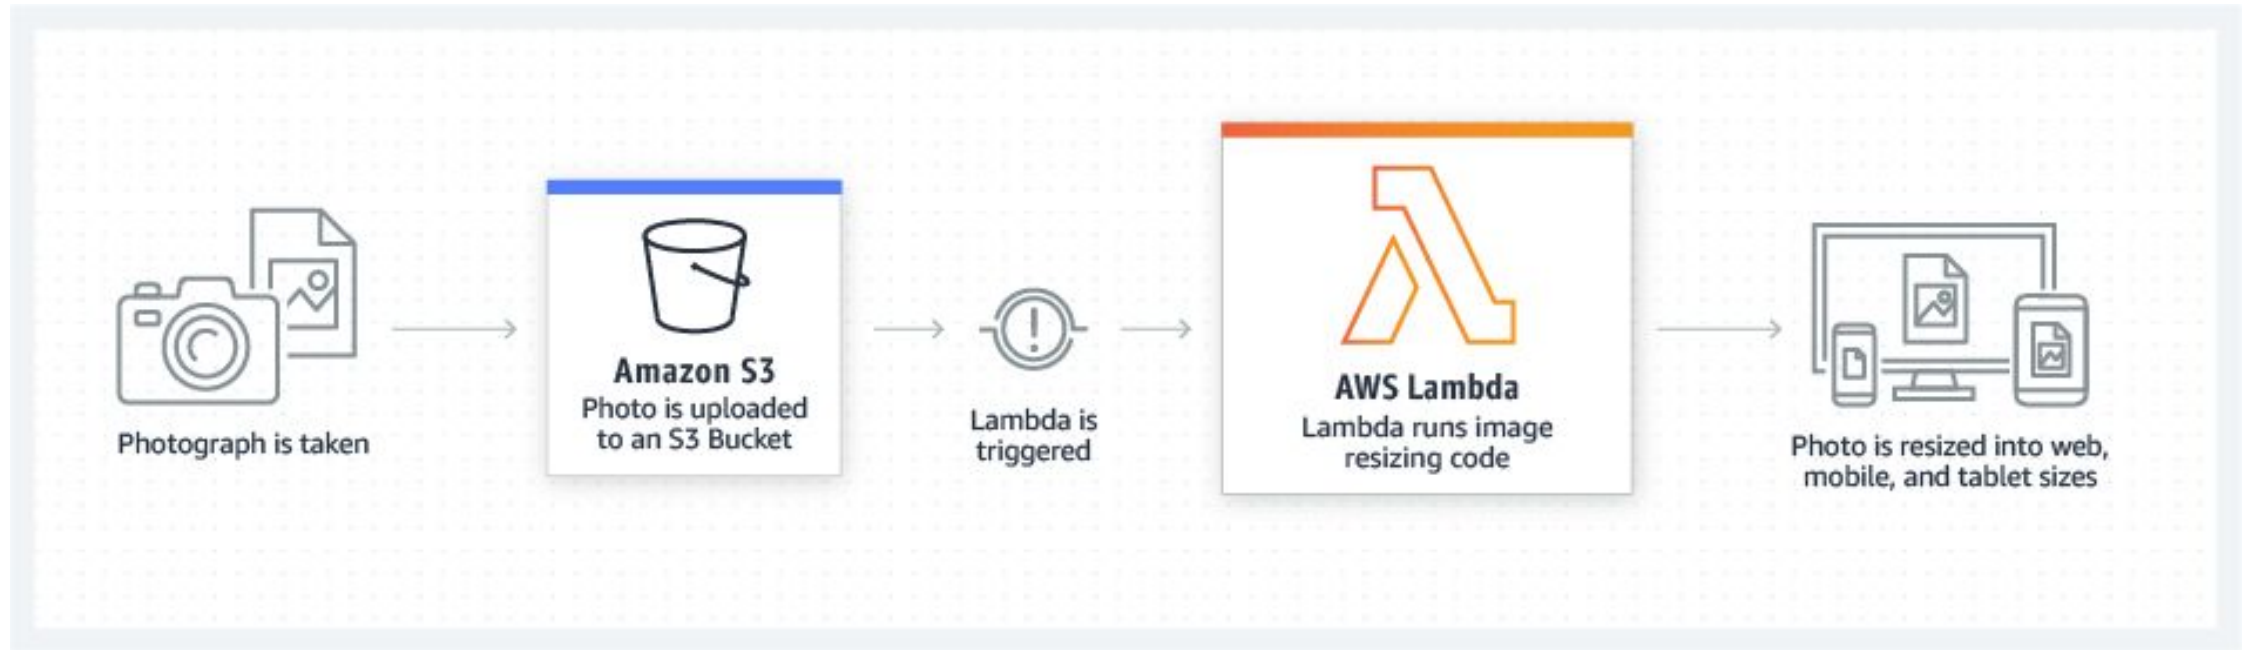 Photograph is taken
Amazon S3
Photo is uploaded
to an S3 Bucket
Lambda is
triggered
AWS Lambda
Lambda runs image
resizing code
Photo is resized into web,
mobile, and tablet sizes